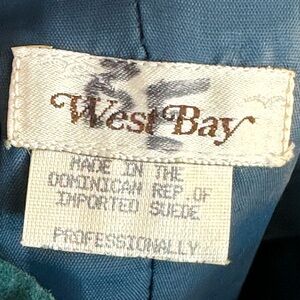 West Bay
MADE IN THE
DOMINICAN REP. OF
IMPORTED SUEDE
PROFESSIONALLY